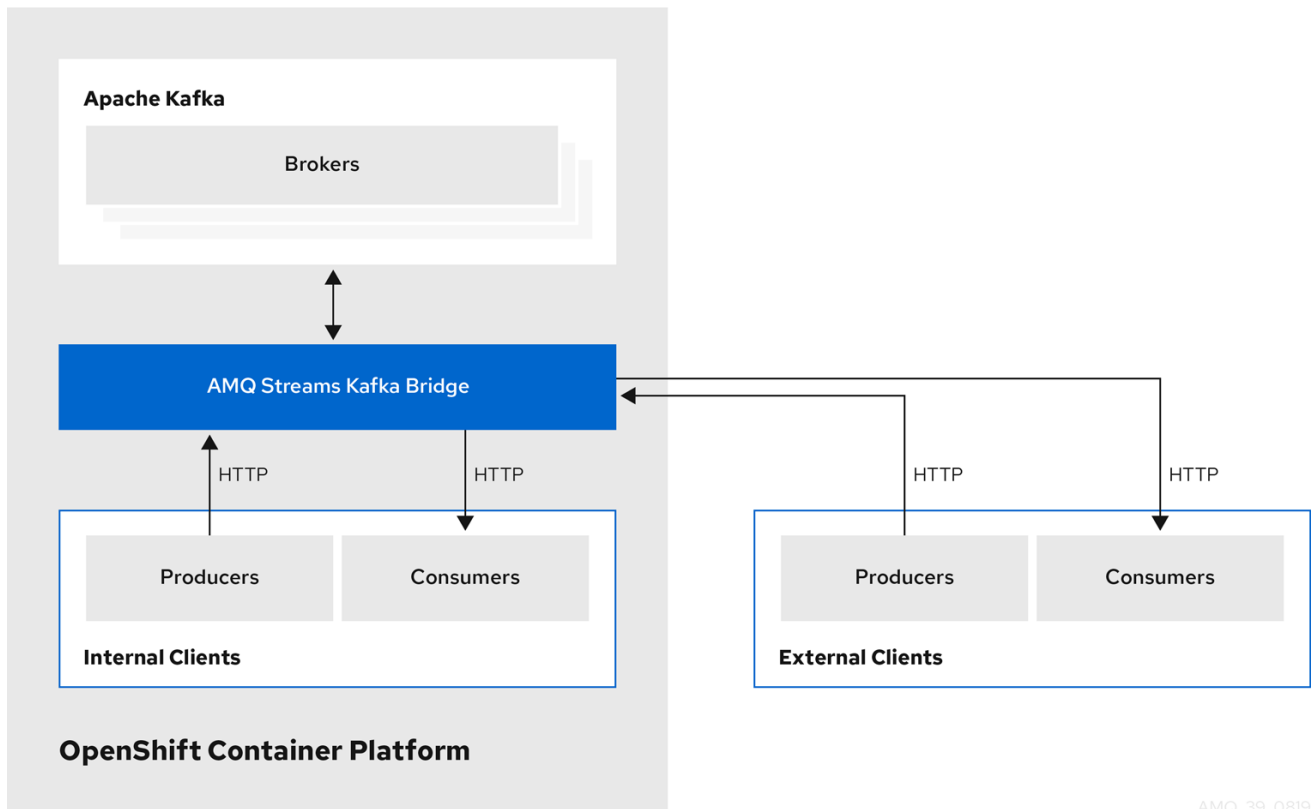 Apache Kafka
Brokers
AMQ Streams Kafka Bridge
HTTP
HTTP
HTTP
HTTP
Producers
Consumers
Producers
Consumers
Internal Clients
External Clients
OpenShift Container Platform